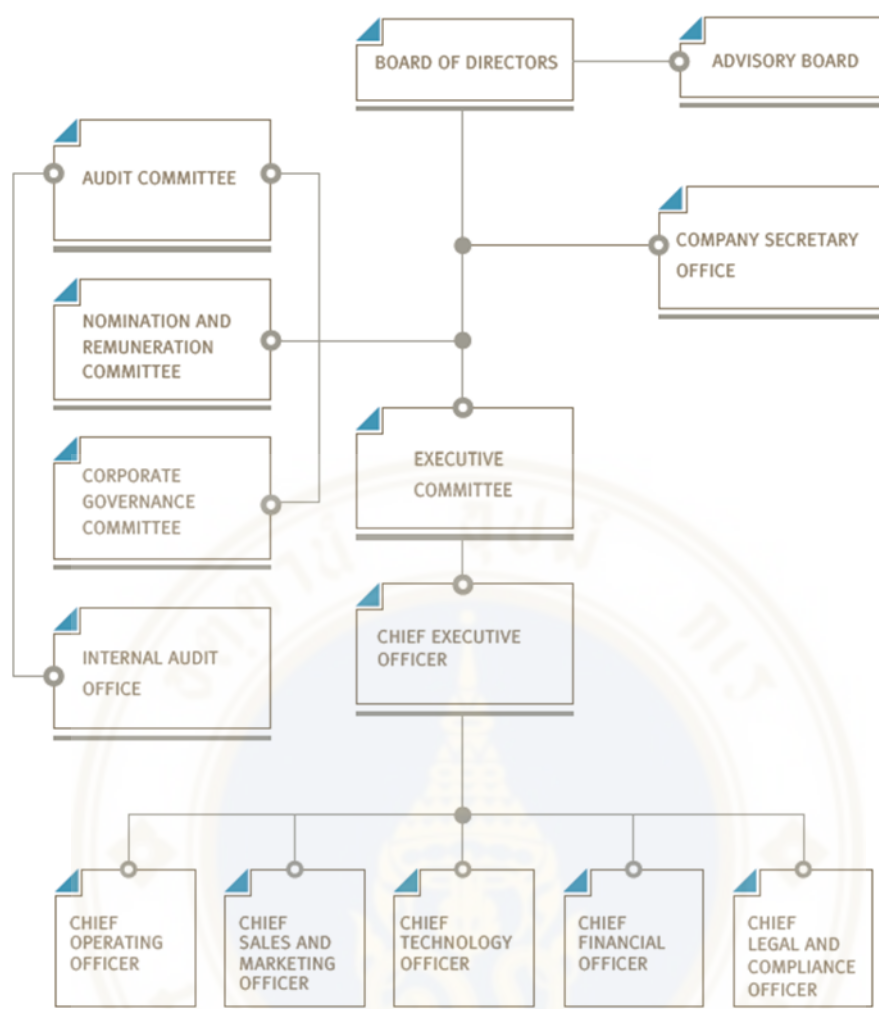 BOARD OF DIRECTORS
ADVISORY BOARD
AUDIT COMMITTEE
COMPANY SECRETARY
OFFICE
NOMINATION AND
REMUNERATION
COMMITTEE
EXECUTIVE
COMMITTEE
CORPORATE
GOVERNANCE
COMMITTEE
CHIEF EXECUTIVE
OFFICER
INTERNAL AUDIT
OFFICE
CHIEF
OPERATING
OFFICER
CHIEF
SALES AND
MARKETING
OFFICER
CHIEF
TECHNOLOGY
OFFICER
CHIEF
FINANCIAL
OFFICER
CHIEF
LEGAL AND
COMPLIANCE
OFFICER